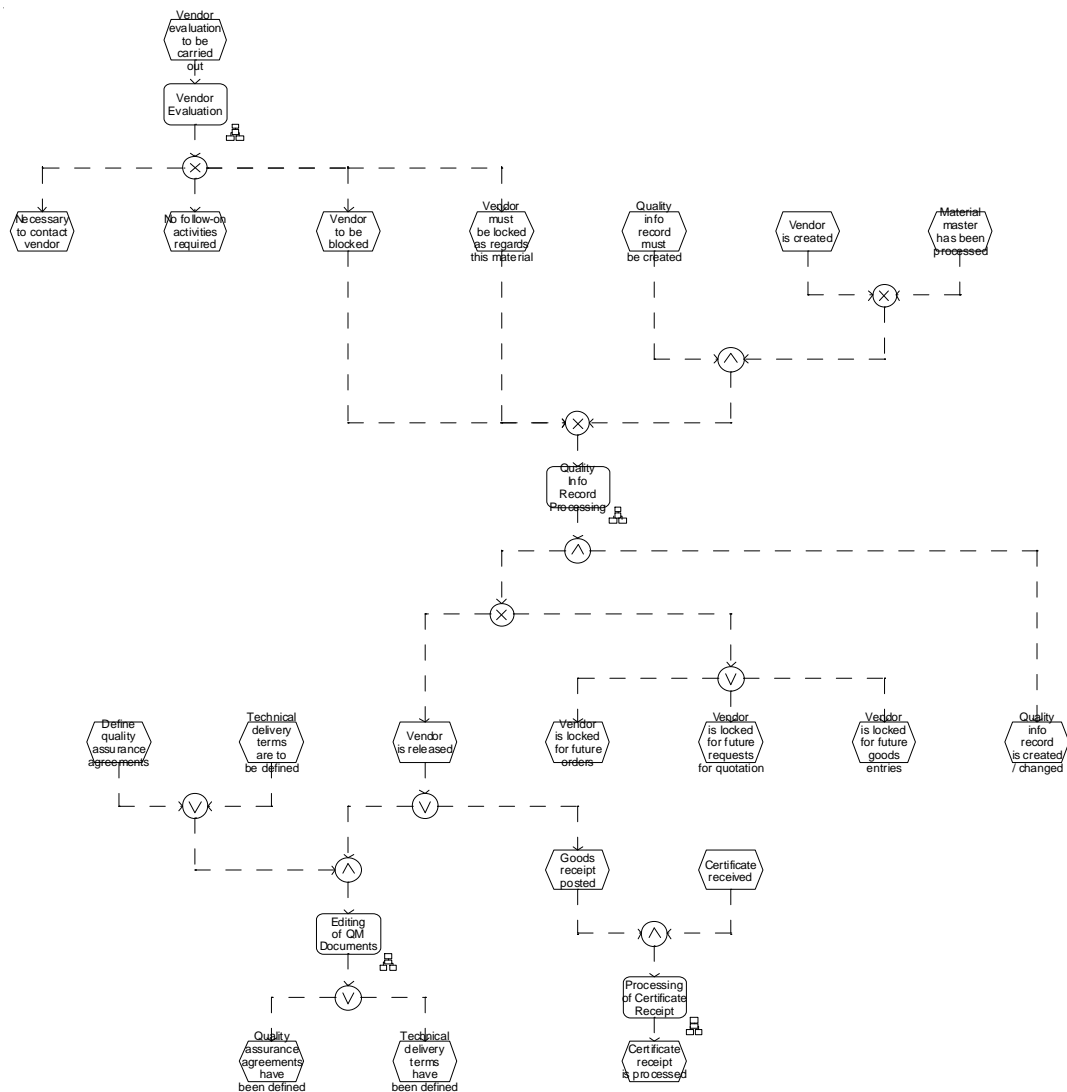 Vendor
evaluation
to be
carried
out
Vendor
Evaluation
Necessary
to contact
vendor
No follow-on
activities
required
Vendor
to be
blocked
Vendor
must
be locked
as regards
this material
Quality
info
record
must
be created
Vendor
is created
Material
master
has been
processed
Quality
Info
Record
Processing
Define
quality
assurance
agreements
Technical
delivery
terms
are to
be defined
Vendor
is released
Vendor
is locked
for future
orders
Vendor
is locked
for future
requests
for quotation
Vendor
is locked
for future
goods
entries
Quality
info
record
is created
/ changed
Goods
receipt
posted
Certificate
received
Editing
of QM
Documents
Processing
of Certificate
Receipt
Quality
assurance
agreements
have
been defined
Technical
delivery
terms
have
been defined
Certificate
receipt
is processed